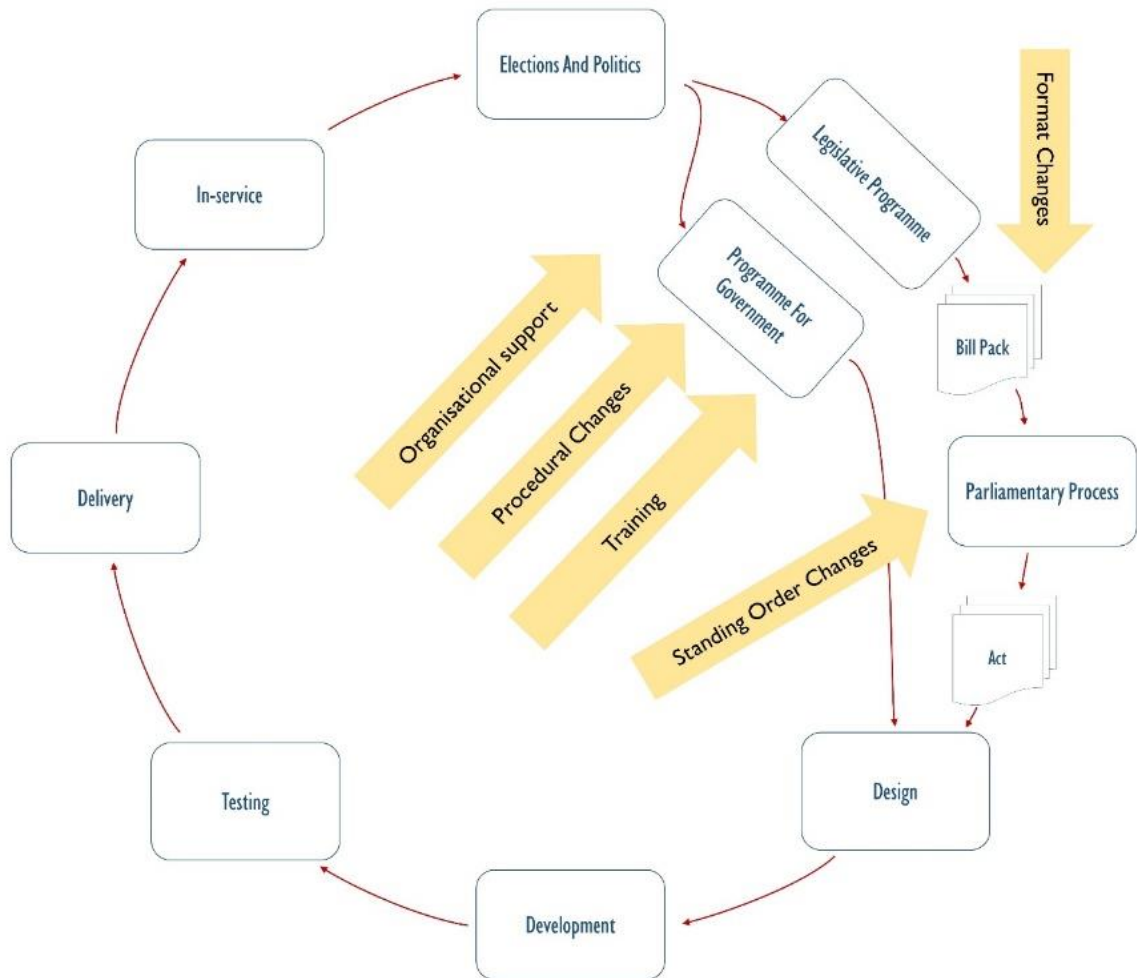 Elections And Politics
Legislative Programme
Format Changes
In-service
Programme For
Government
Organisational support
Bill Pack
Procedural Changes
Training
Delivery
Parliamentary Process
Standing Order Changes
Act
Testing
Design
Development